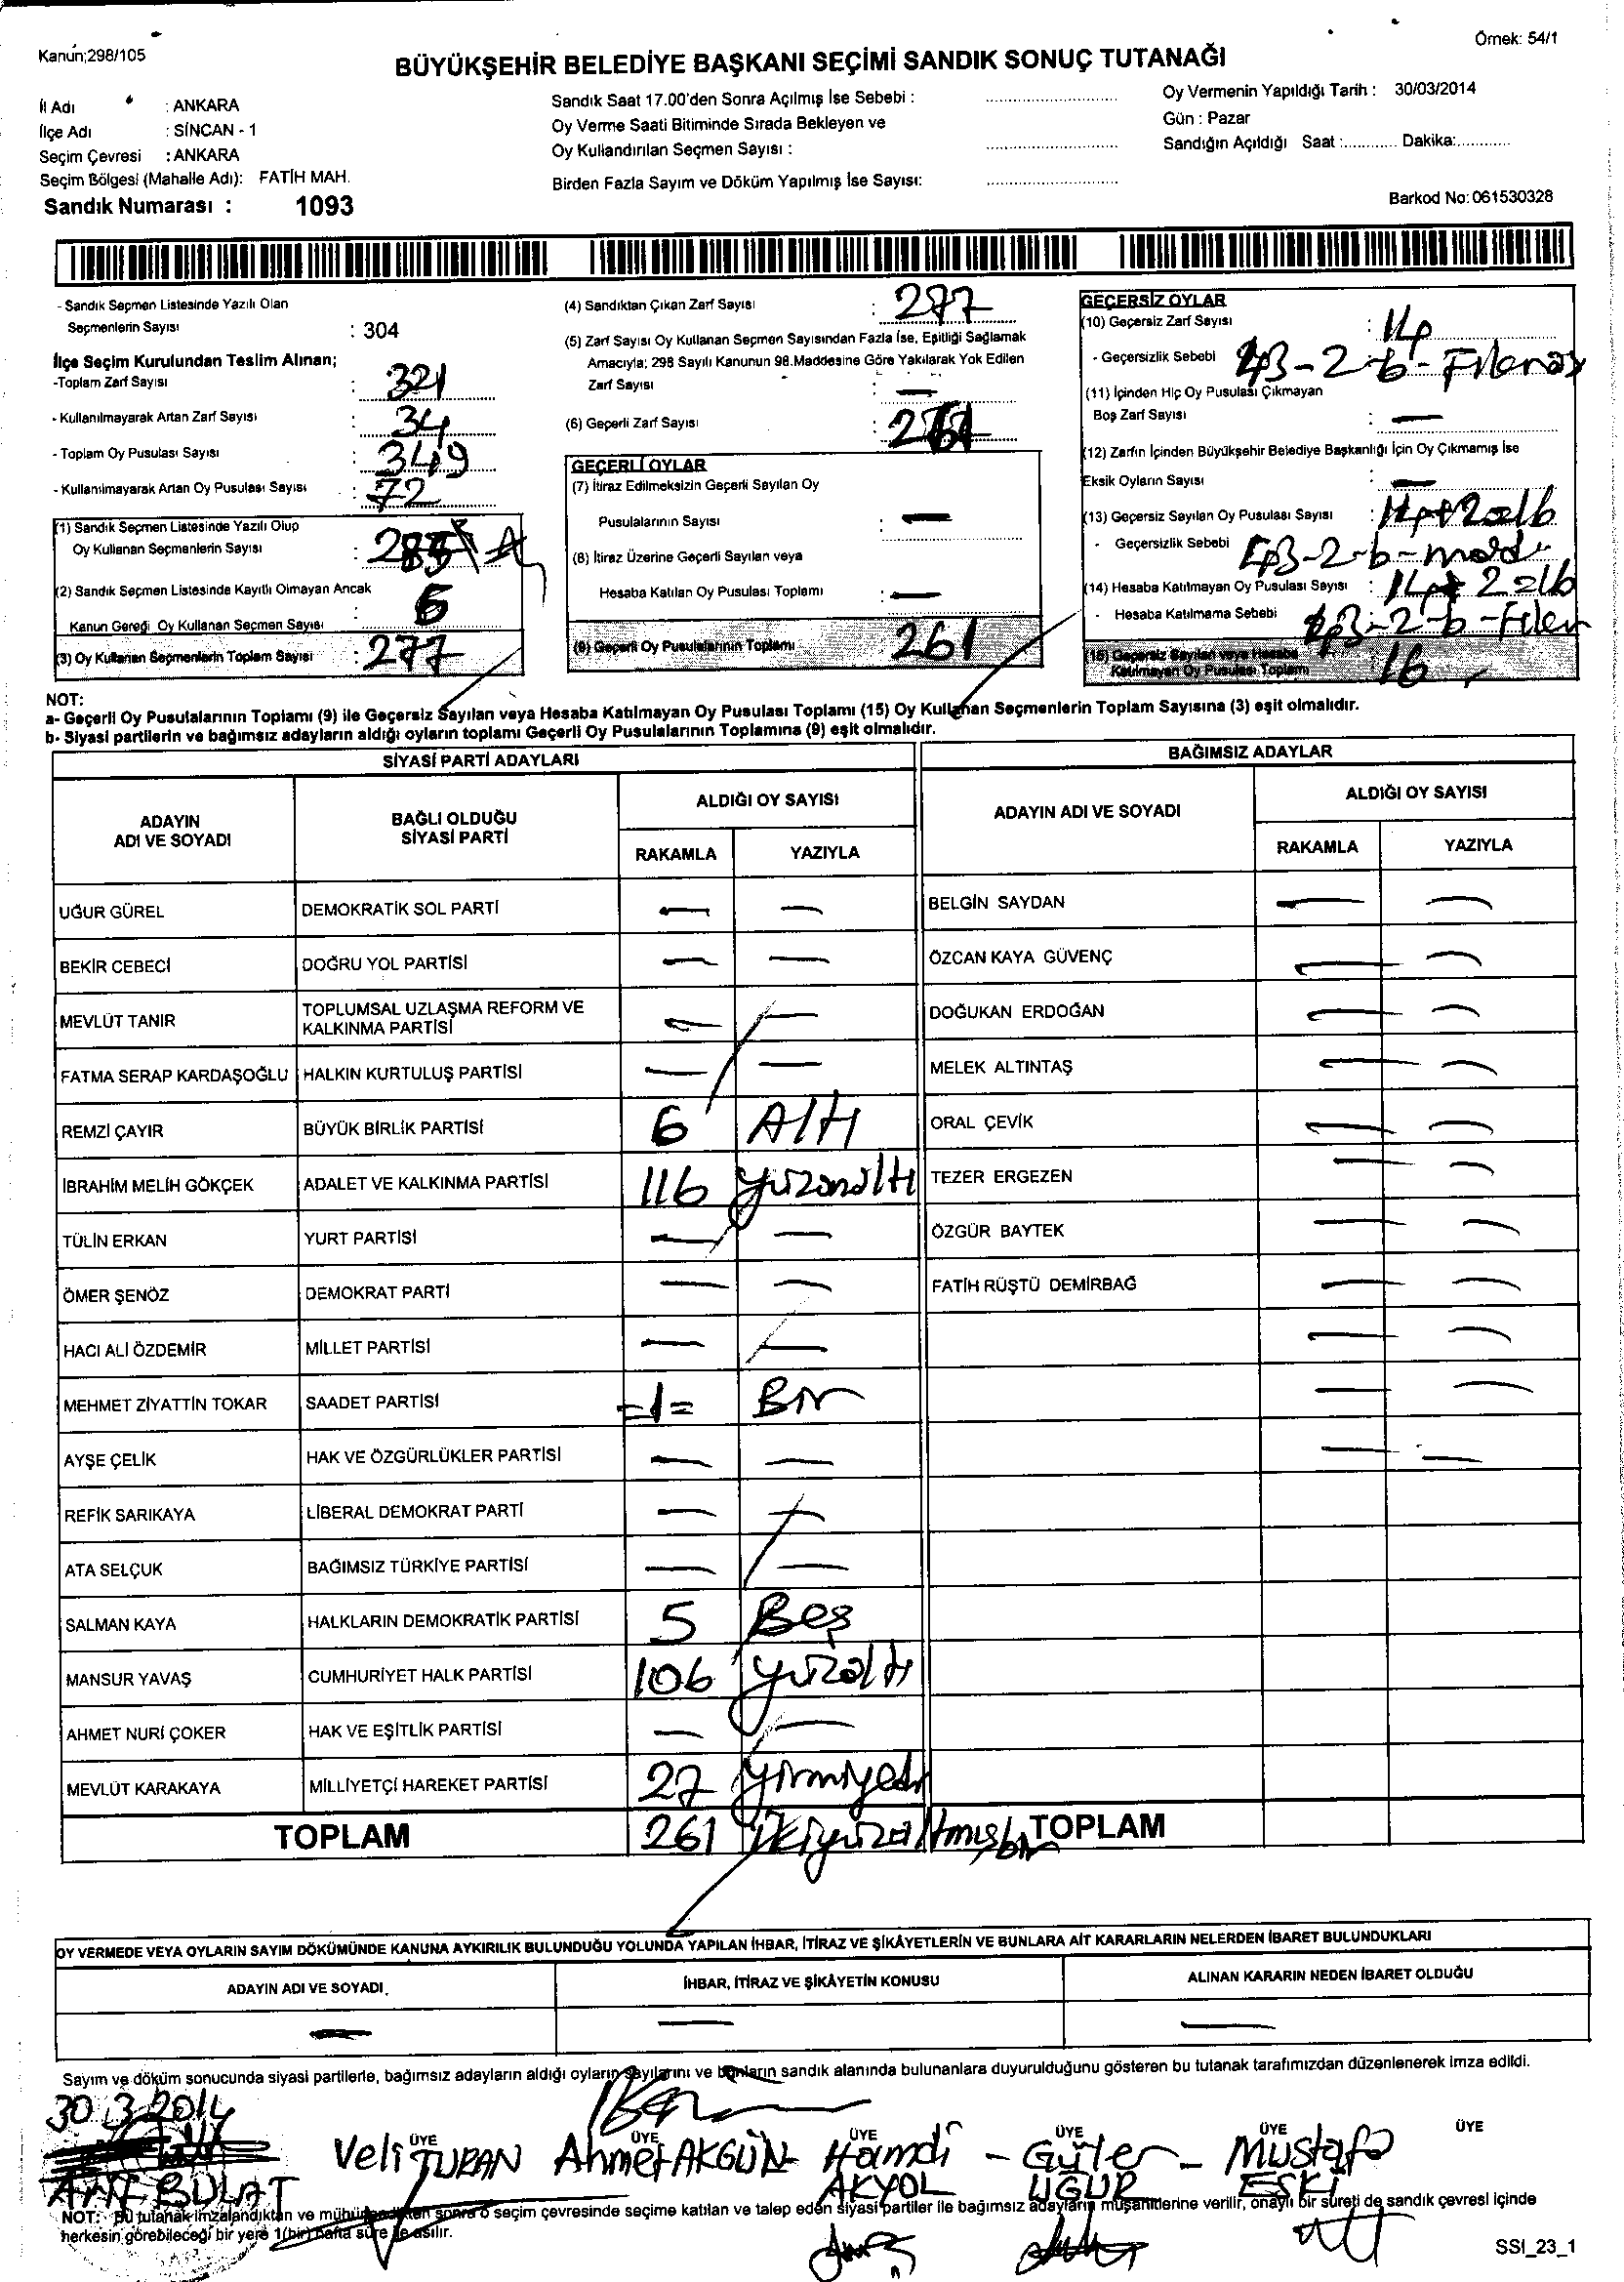 Kanun;298/105
Örnek: 54/1
BÜYÜKŞEHİR BELEDİYE BAŞKANI SEÇİMİ SANDIK SONUÇ TUTANAĞI
İl Adı : ANKARA
İlçe Adı : SİNCAN - 1
Seçim Çevresi : ANKARA
Seçim Bölgesi (Mahalle Adı): FATİH MAH.
Sandık Numarası : 1093
Sandık Saat 17.00'den Sonra Açılmış İse Sebebi :
Oy Verme Saati Bitiminde Sırada Bekleyen ve
Oy Kullandırılan Seçmen Sayısı :
Birden Fazla Sayım ve Döküm Yapılmış İse Sayısı:
Oy Vermenin Yapıldığı Tarih : 30/03/2014
Gün : Pazar
Sandığın Açıldığı Saat :............ Dakika:............
Barkod No: 061530328
- Sandık Seçmen Listesinde Yazılı Olan
Seçmenlerin Sayısı : 304
İlçe Seçim Kurulundan Teslim Alınan;
-Toplam Zarf Sayısı : 321
- Kullanılmayarak Artan Zarf Sayısı : 34
- Toplam Oy Pusulası Sayısı : 349
- Kullanılmayarak Artan Oy Pusulası Sayısı : 72
(1) Sandık Seçmen Listesinde Yazılı Olup
Oy Kullanan Seçmenlerin Sayısı :
(2) Sandık Seçmen Listesinde Kayıtlı Olmayan Ancak
Kanun Gereği Oy Kullanan Seçmen Sayısı : 6
(3) Oy Kullanan Seçmenlerin Toplam Sayısı : 277
(4) Sandıktan Çıkan Zarf Sayısı : 277
(5) Zarf Sayısı Oy Kullanan Seçmen Sayısından Fazla İse, Eşitliği Sağlamak
Amacıyla; 298 Sayılı Kanunun 98.Maddesine Göre Yakılarak Yok Edilen
Zarf Sayısı : —
(6) Geçerli Zarf Sayısı :
GEÇERLİ OYLAR
(7) İtiraz Edilmeksizin Geçerli Sayılan Oy
Pusulalarının Sayısı : —
(8) İtiraz Üzerine Geçerli Sayılan veya
Hesaba Katılan Oy Pusulası Toplamı : —
(9) Geçerli Oy Pusulalarının Toplamı 261
GEÇERSİZ OYLAR
(10) Geçersiz Zarf Sayısı : 14
- Geçersizlik Sebebi 43-2-b-
(11) İçinden Hiç Oy Pusulası Çıkmayan
Boş Zarf Sayısı : —
(12) Zarfın İçinden Büyükşehir Belediye Başkanlığı İçin Oy Çıkmamış İse
Eksik Oyların Sayısı : —
(13) Geçersiz Sayılan Oy Pusulası Sayısı :
- Geçersizlik Sebebi 43-2-b-
(14) Hesaba Katılmayan Oy Pusulası Sayısı :
- Hesaba Katılmama Sebebi 43-2-b-
(15) Geçersiz Sayılan veya Hesaba
Katılmayan Oy Pusulası Toplamı 16
NOT:
a- Geçerli Oy Pusulalarının Toplamı (9) ile Geçersiz Sayılan veya Hesaba Katılmayan Oy Pusulası Toplamı (15) Oy Kullanan Seçmenlerin Toplam Sayısına (3) eşit olmalıdır.
b- Siyasi partilerin ve bağımsız adayların aldığı oyların toplamı Geçerli Oy Pusulalarının Toplamına (9) eşit olmalıdır.
SİYASİ PARTİ ADAYLARI
ADAYIN ADI VE SOYADI
BAĞLI OLDUĞU SİYASİ PARTİ
ALDIĞI OY SAYISI
RAKAMLA YAZIYLA
UĞUR GÜREL DEMOKRATİK SOL PARTİ — —
BEKİR CEBECİ DOĞRU YOL PARTİSİ — —
MEVLÜT TANIR TOPLUMSAL UZLAŞMA REFORM VE KALKINMA PARTİSİ — —
FATMA SERAP KARDAŞOĞLU HALKIN KURTULUŞ PARTİSİ — —
REMZİ ÇAYIR BÜYÜK BİRLİK PARTİSİ 6 Altı
İBRAHİM MELİH GÖKÇEK ADALET VE KALKINMA PARTİSİ 116 yüzonaltı
TÜLİN ERKAN YURT PARTİSİ — —
ÖMER ŞENÖZ DEMOKRAT PARTİ — —
HACI ALİ ÖZDEMİR MİLLET PARTİSİ — —
MEHMET ZİYATTİN TOKAR SAADET PARTİSİ =1= Bir
AYŞE ÇELİK HAK VE ÖZGÜRLÜKLER PARTİSİ — —
REFİK SARIKAYA LİBERAL DEMOKRAT PARTİ — —
ATA SELÇUK BAĞIMSIZ TÜRKİYE PARTİSİ — —
SALMAN KAYA HALKLARIN DEMOKRATİK PARTİSİ 5 Beş
MANSUR YAVAŞ CUMHURİYET HALK PARTİSİ 106 yüzaltı
AHMET NURİ ÇOKER HAK VE EŞİTLİK PARTİSİ — —
MEVLÜT KARAKAYA MİLLİYETÇİ HAREKET PARTİSİ 27 yirmiyedi
TOPLAM 261 ikiyüzaltmışbir
BAĞIMSIZ ADAYLAR
ADAYIN ADI VE SOYADI
ALDIĞI OY SAYISI
RAKAMLA YAZIYLA
BELGİN SAYDAN — —
ÖZCAN KAYA GÜVENÇ — —
DOĞUKAN ERDOĞAN — —
MELEK ALTINTAŞ — —
ORAL ÇEVİK — —
TEZER ERGEZEN — —
ÖZGÜR BAYTEK — —
FATİH RÜŞTÜ DEMİRBAĞ — —
TOPLAM
OY VERMEDE VEYA OYLARIN SAYIM DÖKÜMÜNDE KANUNA AYKIRILIK BULUNDUĞU YOLUNDA YAPILAN İHBAR, İTİRAZ VE ŞİKÂYETLERİN VE BUNLARA AİT KARARLARIN NELERDEN İBARET BULUNDUKLARI
ADAYIN ADI VE SOYADI İHBAR, İTİRAZ VE ŞİKÂYETİN KONUSU ALINAN KARARIN NEDEN İBARET OLDUĞU
— — —
Sayım ve döküm sonucunda siyasi partilerle, bağımsız adayların aldığı oyların sayılarını ve bunların sandık alanında bulunanlara duyurulduğunu gösteren bu tutanak tarafımızdan düzenlenerek imza edildi.
30 3 2014
ÜYE ÜYE ÜYE ÜYE ÜYE ÜYE
BULAT Veli TURAN Ahmet AKGÜN Hamdi AKYOL Güler UĞUR Mustafa ESKİ
NOT: Bu tutanak imzalandıktan ve mühürlendikten sonra o seçim çevresinde seçime katılan ve talep eden siyasi partiler ile bağımsız adayların müşahitlerine verilir, onaylı bir sureti de sandık çevresi içinde
herkesin görebileceği bir yere 1(bir) hafta süre ile asılır.
SSI_23_1